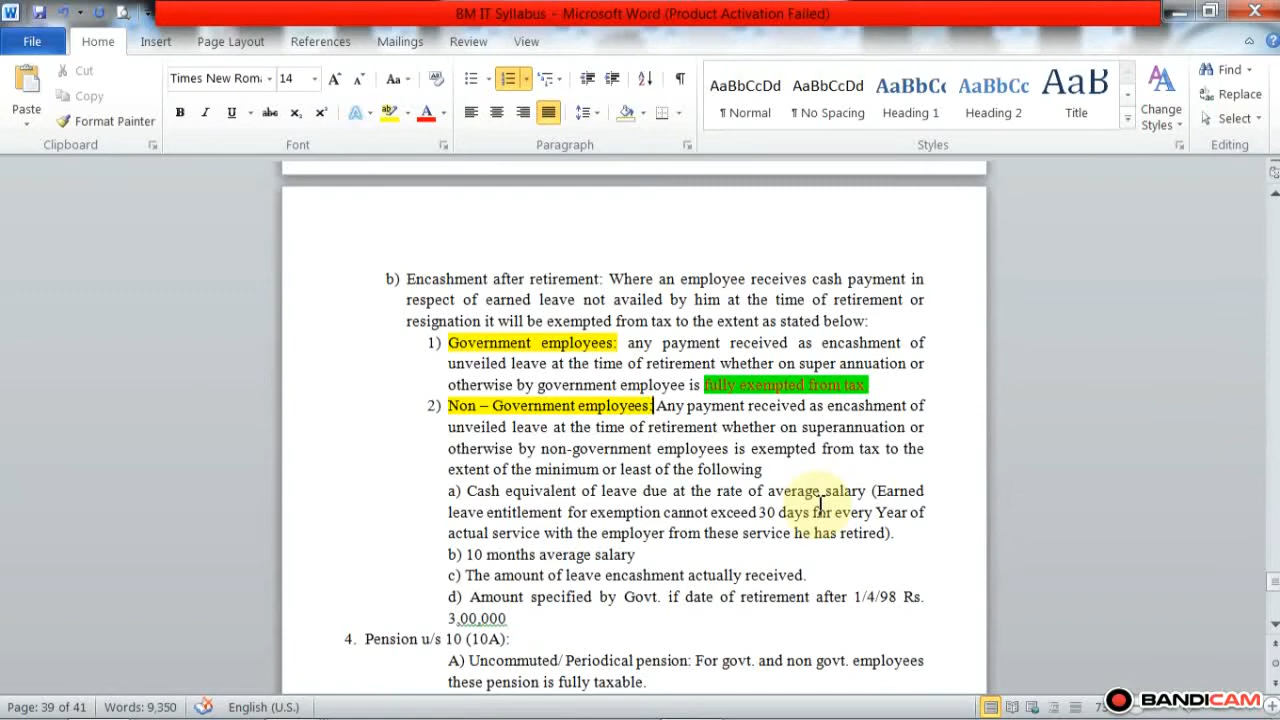 BM IT Syllabus - Microsoft Word (Product Activation Failed)
File Home Insert Page Layout References Mailings Review View
Paste Cut Copy Format Painter
Times New Roma 14
AaBbCcDd AaBbCcDd AaBbCc AaBbCc AaB
¶ Normal ¶ No Spacing Heading 1 Heading 2 Title
Change Styles
Find Replace Select
Clipboard Font Paragraph Styles Editing
b) Encashment after retirement: Where an employee receives cash payment in
respect of earned leave not availed by him at the time of retirement or
resignation it will be exempted from tax to the extent as stated below:
1) Government employees: any payment received as encashment of
unveiled leave at the time of retirement whether on super annuation or
otherwise by government employee is fully exempted from tax
2) Non – Government employees: Any payment received as encashment of
unveiled leave at the time of retirement whether on superannuation or
otherwise by non-government employees is exempted from tax to the
extent of the minimum or least of the following
a) Cash equivalent of leave due at the rate of average salary (Earned
leave entitlement for exemption cannot exceed 30 days for every Year of
actual service with the employer from these service he has retired).
b) 10 months average salary
c) The amount of leave encashment actually received.
d) Amount specified by Govt. if date of retirement after 1/4/98 Rs.
3,00,000
4. Pension u/s 10 (10A):
A) Uncommuted/ Periodical pension: For govt. and non govt. employees
these pension is fully taxable.
Page: 39 of 41 Words: 9,350 English (U.S.)
BANDICAM